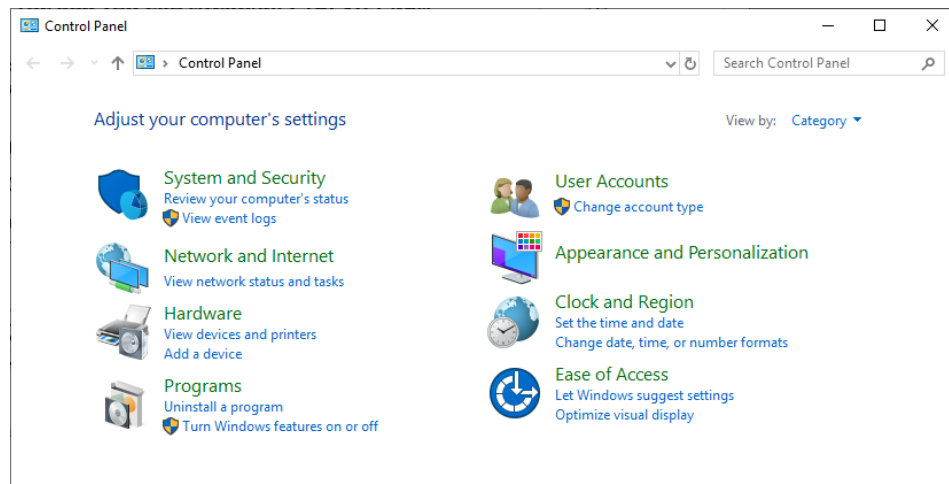 Control Panel
Control Panel
Search Control Panel
Adjust your computer's settings
View by: Category
System and Security
Review your computer's status
View event logs
Network and Internet
View network status and tasks
Hardware
View devices and printers
Add a device
Programs
Uninstall a program
Turn Windows features on or off
User Accounts
Change account type
Appearance and Personalization
Clock and Region
Set the time and date
Change date, time, or number formats
Ease of Access
Let Windows suggest settings
Optimize visual display